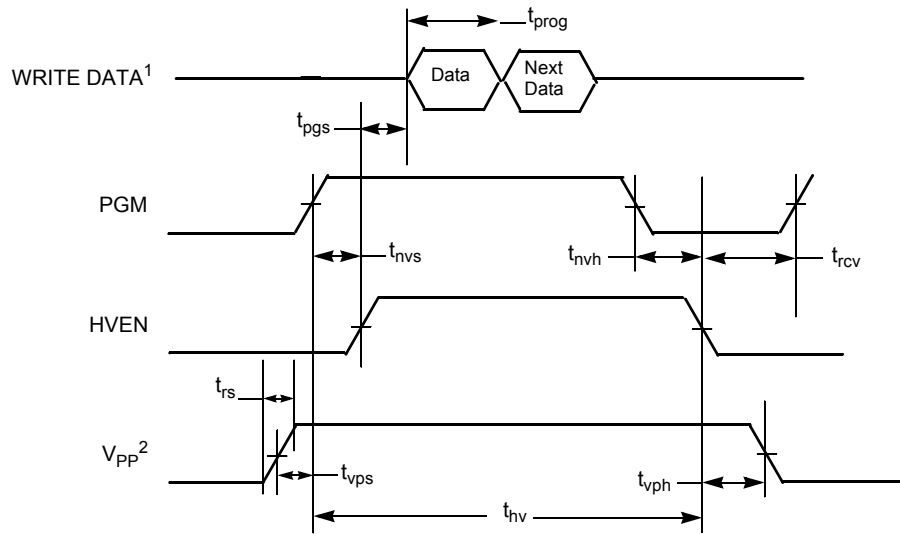 tprog
WRITE DATA1
Data
Next
Data
tpgs
PGM
tnvs
tnvh
trcv
HVEN
trs
VPP2
tvps
tvph
thv